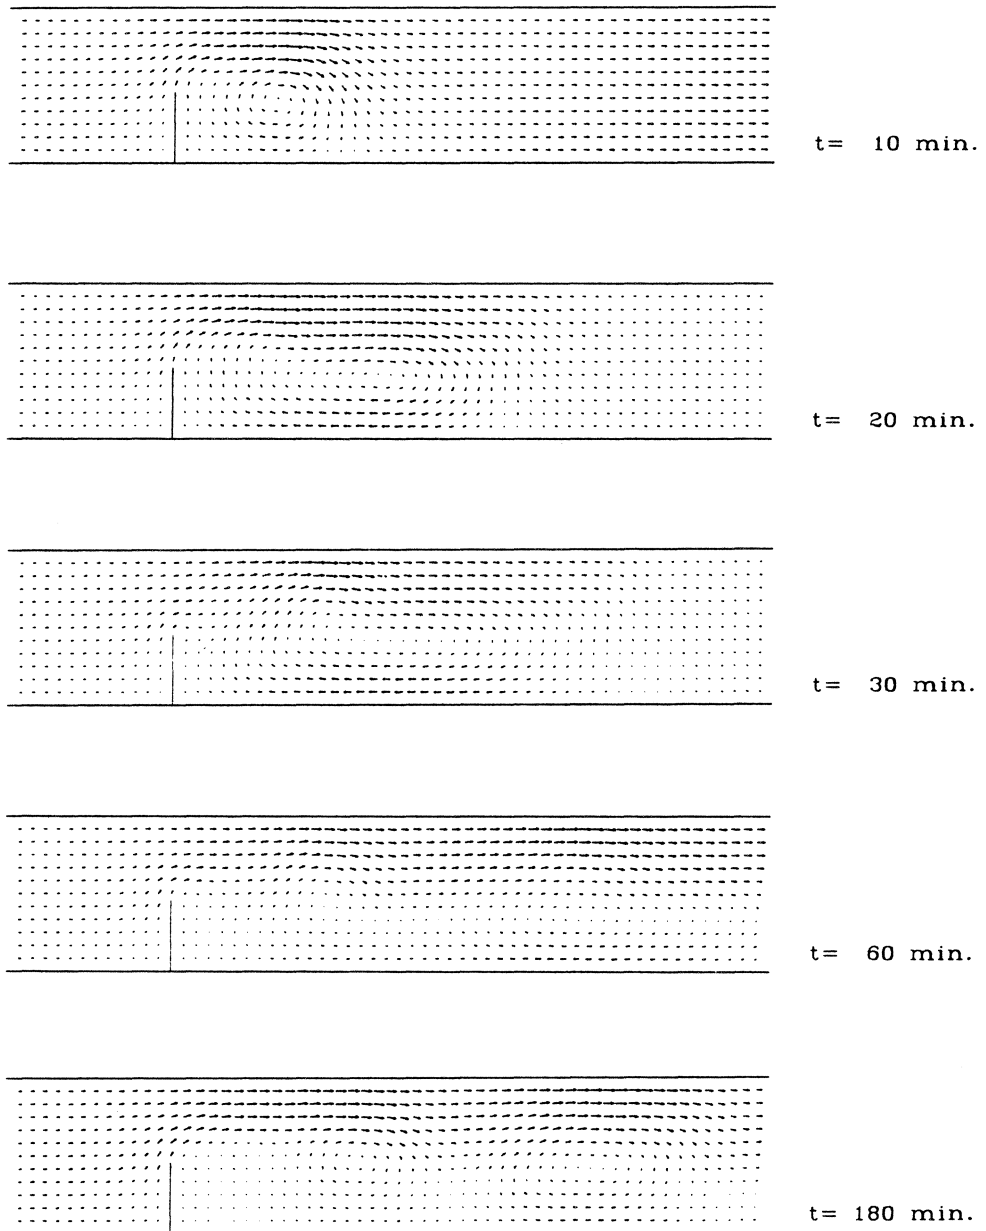 t= 10 min.
t= 20 min.
t= 30 min.
t= 60 min.
t= 180 min.